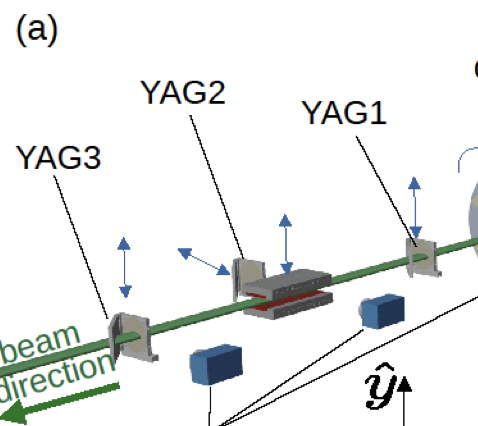 (a)
YAG2
YAG1
YAG3
beam
direction
ŷ